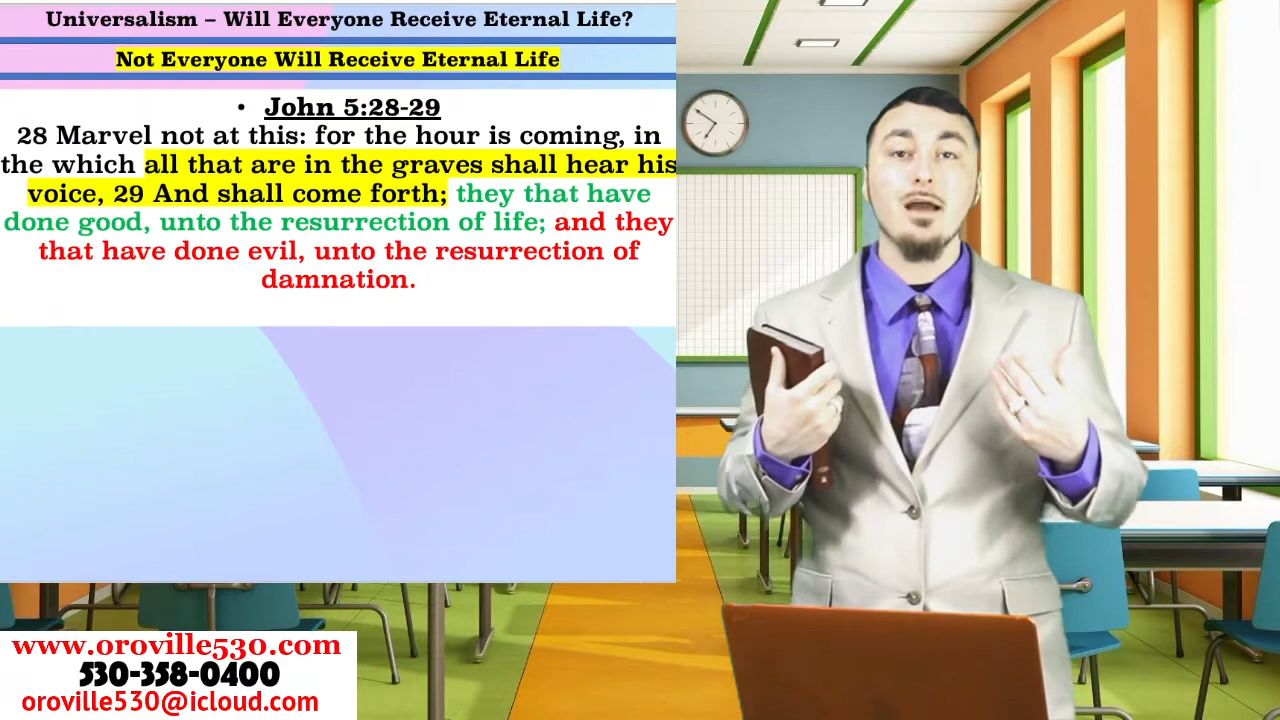 Universalism – Will Everyone Receive Eternal Life?
Not Everyone Will Receive Eternal Life
• John 5:28-29
28 Marvel not at this: for the hour is coming, in
the which all that are in the graves shall hear his
voice, 29 And shall come forth; they that have
done good, unto the resurrection of life; and they
that have done evil, unto the resurrection of
damnation.
www.oroville530.com
530-358-0400
oroville530@icloud.com